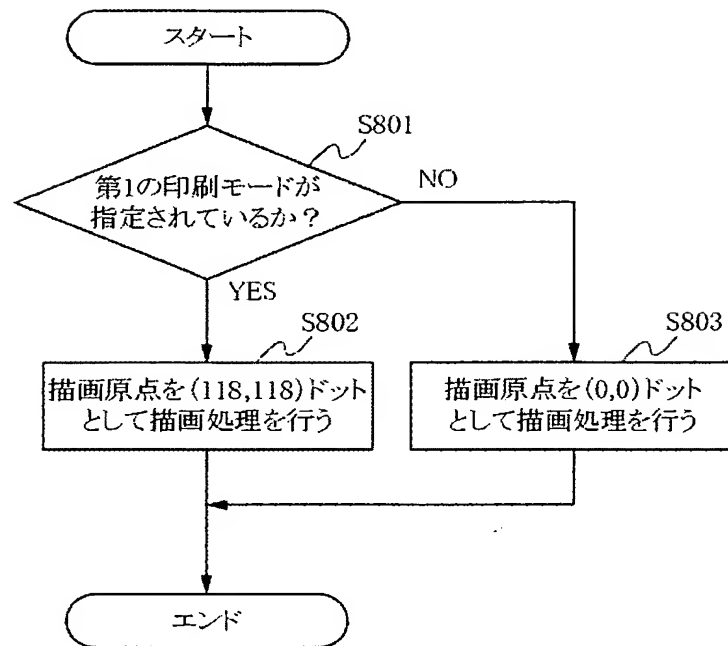 スタート
S801
第1の印刷モードが
指定されているか？
NO
YES
S802
描画原点を(118,118)ドット
として描画処理を行う
S803
描画原点を(0,0)ドット
として描画処理を行う
エンド